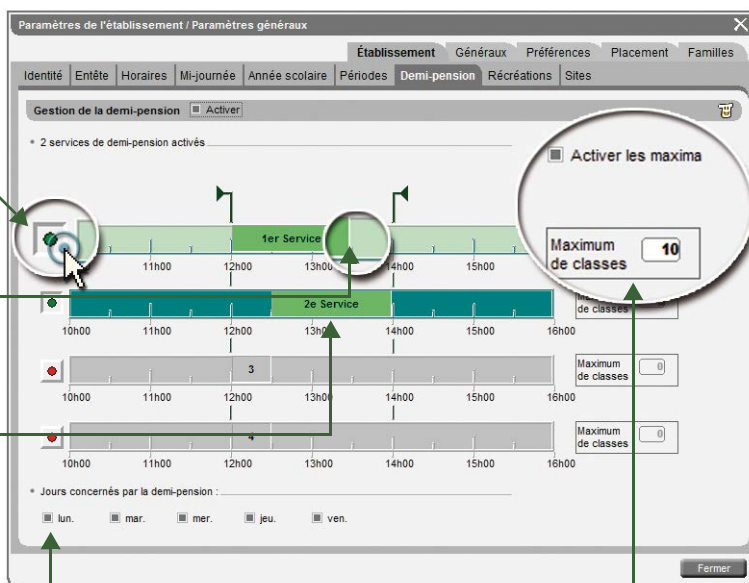 Paramètres de l'établissement / Paramètres généraux
Établissement Généraux Préférences Placement Familles
Identité Entête Horaires Mi-journée Année scolaire Périodes Demi-pension Récréations Sites
Gestion de la demi-pension Activer
2 services de demi-pension activés
Activer les maxima
1er Service
Maximum
de classes 10
11h00 12h00 13h00 14h00 15h00
2e Service
de classes
10h00 11h00 12h00 13h00 14h00 15h00 16h00
3
Maximum
de classes 0
10h00 11h00 12h00 13h00 14h00 15h00 16h00
4
Maximum
de classes 0
10h00 11h00 12h00 13h00 14h00 15h00 16h00
Jours concernés par la demi-pension :
lun. mar. mer. jeu. ven.
Fermer